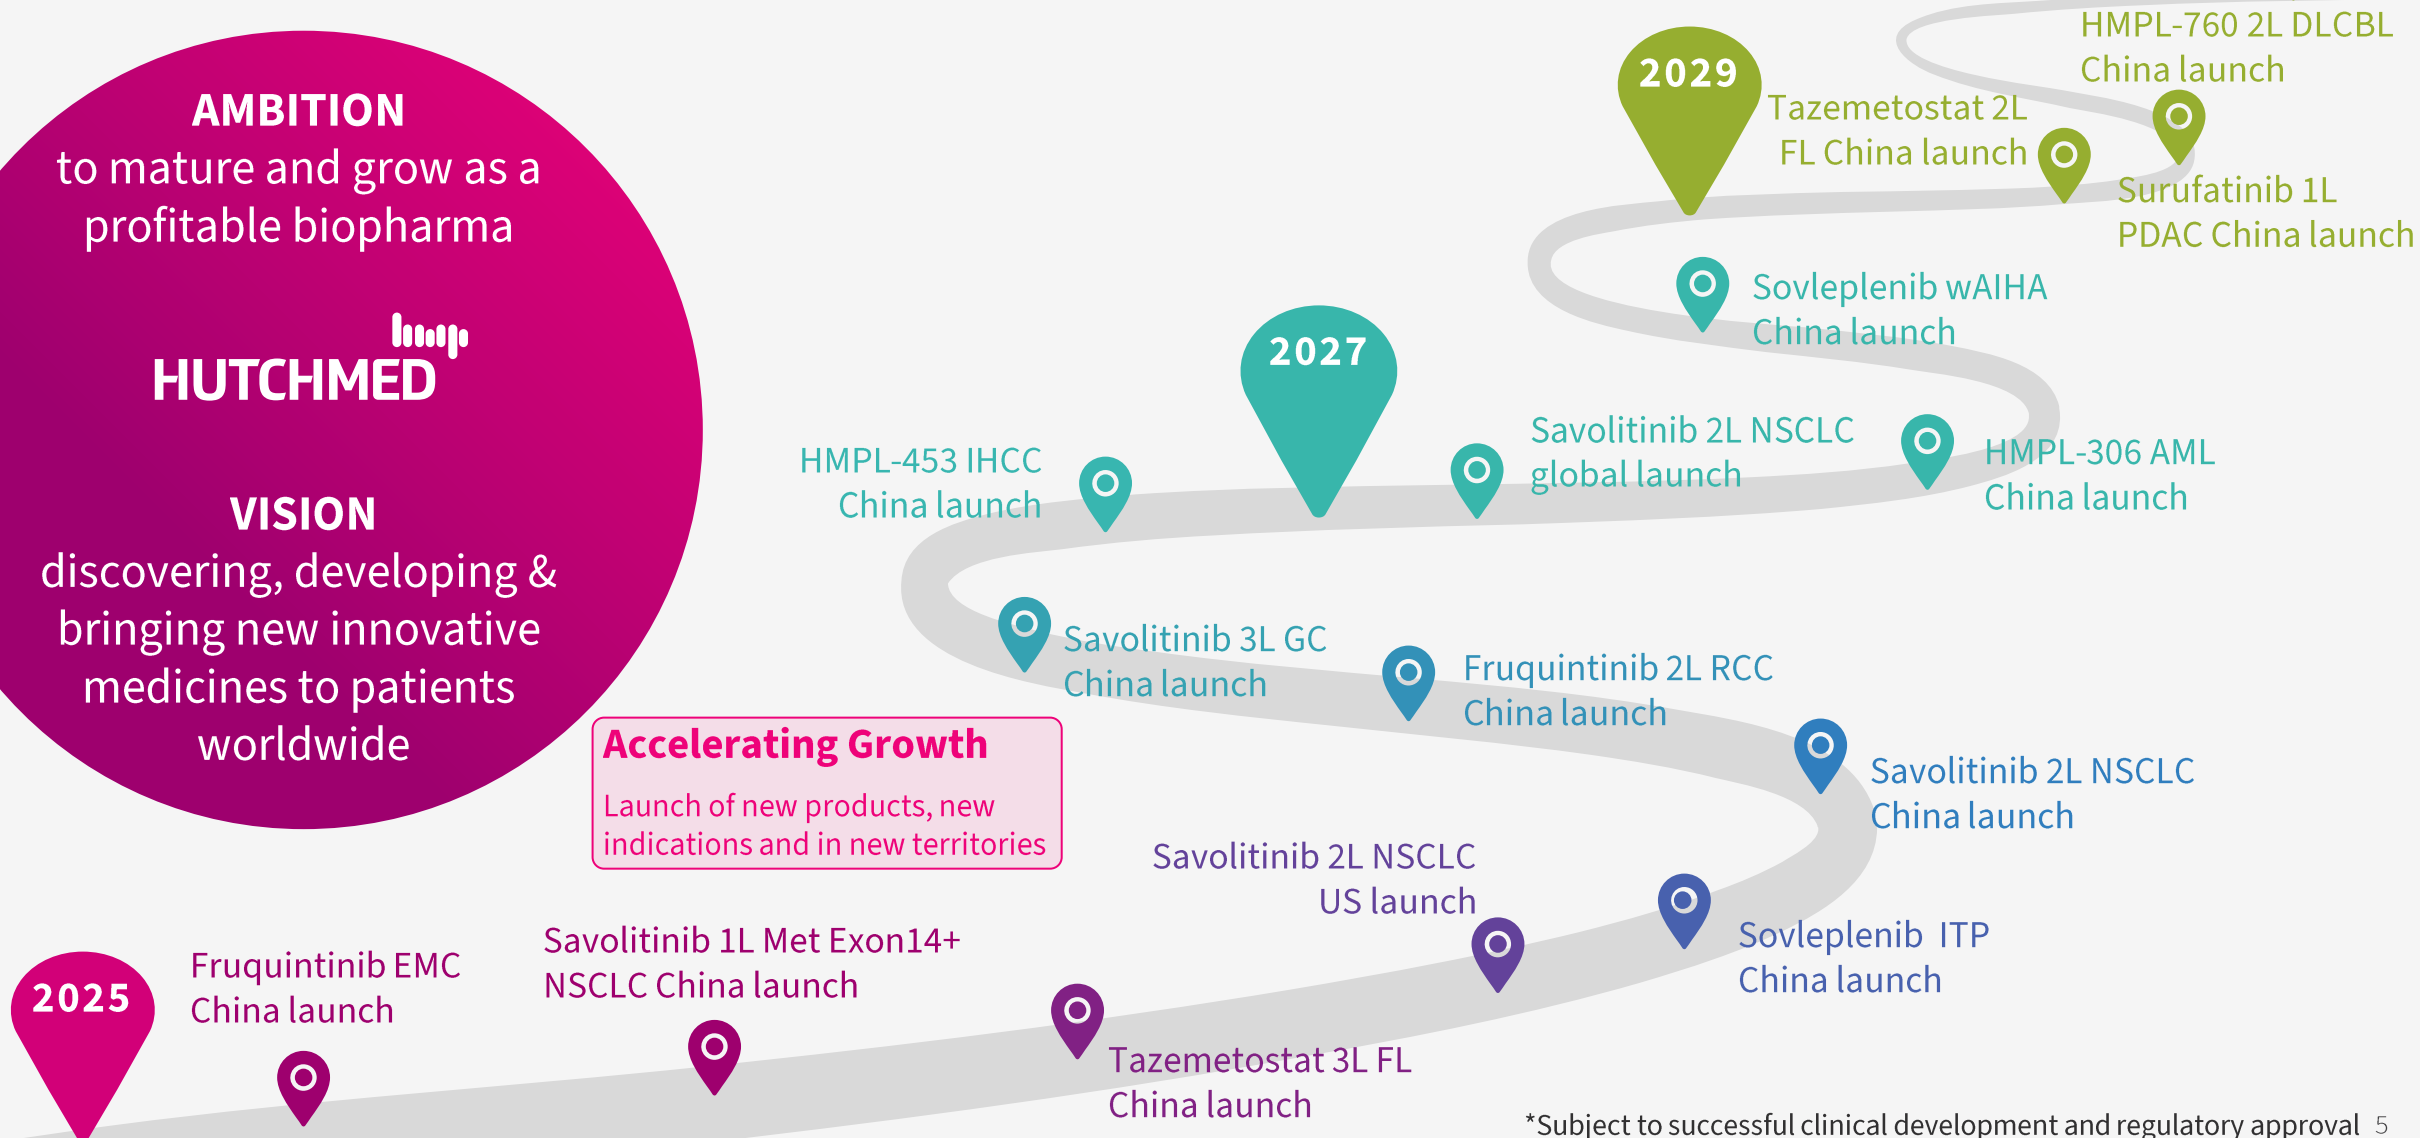 AMBITION
to mature and grow as a
profitable biopharma
HUTCHMED
VISION
discovering, developing &
bringing new innovative
medicines to patients
worldwide
Accelerating Growth
Launch of new products, new
indications and in new territories
2025
Fruquintinib EMC
China launch
Savolitinib 1L Met Exon14+
NSCLC China launch
Tazemetostat 3L FL
China launch
Savolitinib 2L NSCLC
US launch
Sovleplenib  ITP
China launch
Savolitinib 2L NSCLC
China launch
Fruquintinib 2L RCC
China launch
Savolitinib 3L GC
China launch
HMPL-453 IHCC
China launch
2027
Savolitinib 2L NSCLC
global launch
HMPL-306 AML
China launch
Sovleplenib wAIHA
China launch
2029
Tazemetostat 2L
FL China launch
Surufatinib 1L
PDAC China launch
HMPL-760 2L DLCBL
China launch
*Subject to successful clinical development and regulatory approval 5